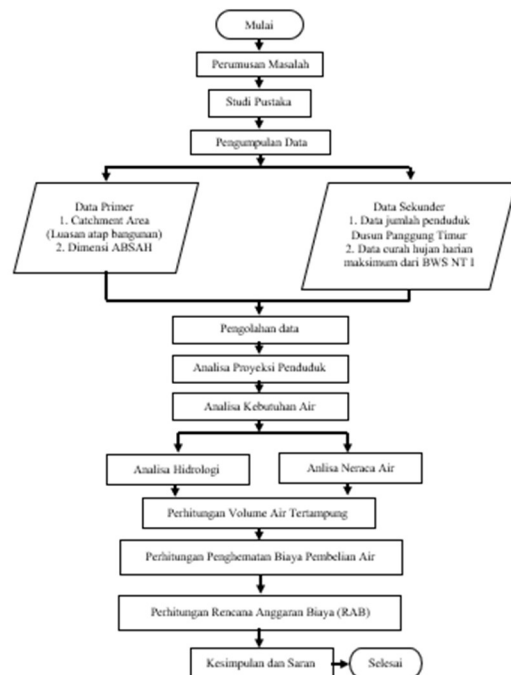 Mulai
Perumusan Masalah
Studi Pustaka
Pengumpulan Data
Data Primer
1. Catchment Area
(Luasan atap bangunan)
2. Dimensi ABSAH
Data Sekunder
1. Data jumlah penduduk
Dusun Panggung Timur
2. Data curah hujan harian
maksimum dari BWS NT I
Pengolahan data
Analisa Proyeksi Penduduk
Analisa Kebutuhan Air
Analisa Hidrologi
Anlisa Neraca Air
Perhitungan Volume Air Tertampung
Perhitungan Penghematan Biaya Pembelian Air
Perhitungan Rencana Anggaran Biaya (RAB)
Kesimpulan dan Saran
Selesai